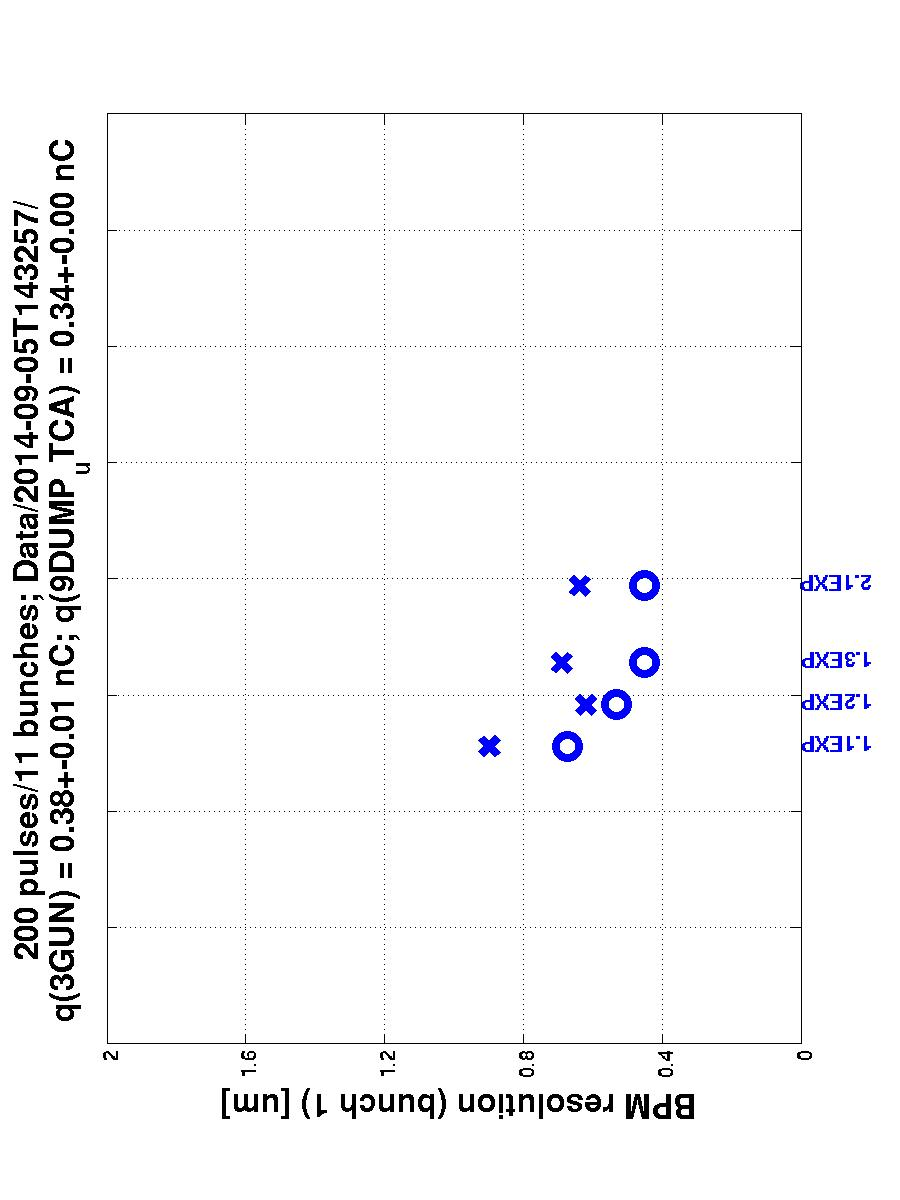 200 pulses/11 bunches; Data/2014-09-05T143257/
q(3GUN) = 0.38+-0.01 nC; q(9DUMP_uTCA) = 0.34+-0.00 nC
BPM resolution (bunch 1) [um]
2
1.6
1.2
0.8
0.4
0
1.1EXP
1.2EXP
1.3EXP
2.1EXP